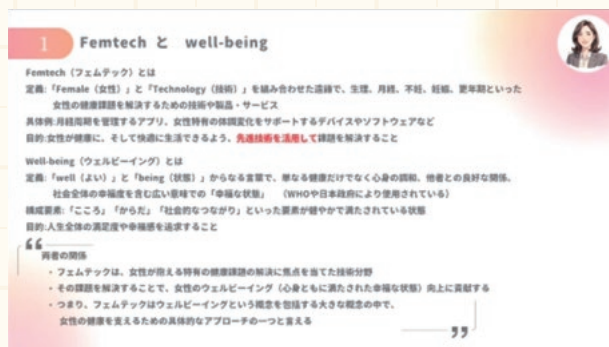 1 Femtech と well-being
Femtech（フェムテック）とは
定義:「Female（女性）」と「Technology（技術）」を組み合わせた造語で、生理、月経、不妊、妊娠、更年期といった
女性の健康課題を解決するための技術や製品・サービス
具体例:月経周期を管理するアプリ、女性特有の体調変化をサポートするデバイスやソフトウェアなど
目的:女性が健康に、そして快適に生活できるよう、先進技術を活用して課題を解決すること
Well-being（ウェルビーイング）とは
定義:「well（よい）」と「being（状態）」からなる言葉で、単なる健康だけでなく心身の調和、他者との良好な関係、
社会全体の幸福度を含む広い意味での「幸福な状態」 （WHOや日本政府により使用されている）
構成要素:「こころ」「からだ」「社会的なつながり」といった要素が健やかで満たされている状態
目的:人生全体の満足度や幸福感を追求すること
“
両者の関係
・フェムテックは、女性が抱える特有の健康課題の解決に焦点を当てた技術分野
・その課題を解決することで、女性のウェルビーイング（心身ともに満たされた幸福な状態）向上に貢献する
・つまり、フェムテックはウェルビーイングという概念を包括する大きな概念の中で、
女性の健康を支えるための具体的なアプローチの一つと言える
”